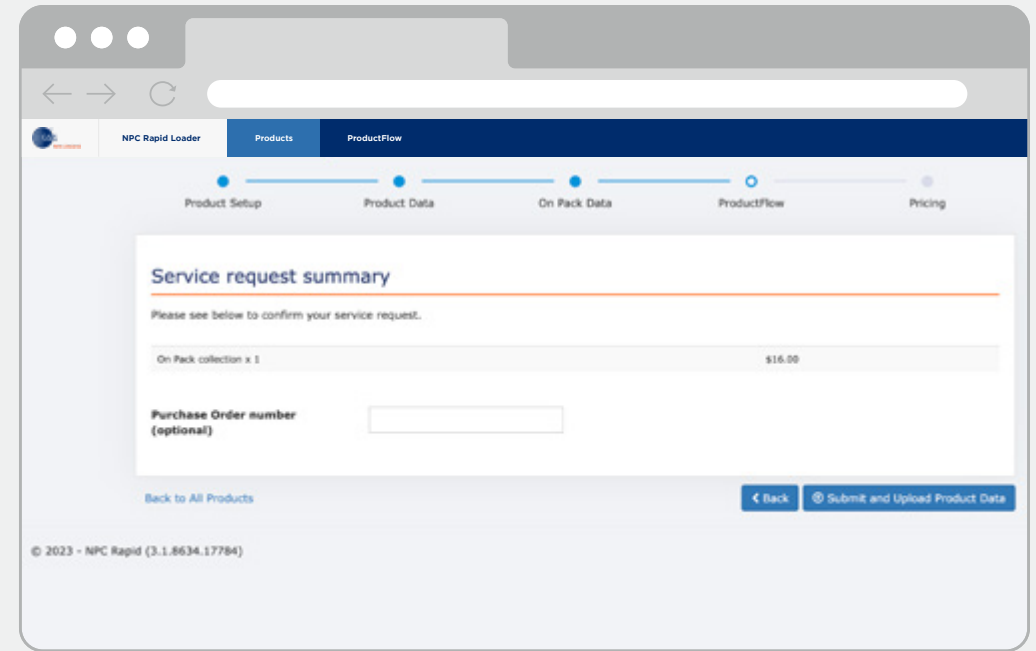 NPC Rapid Loader Products ProductFlow
Product Setup Product Data On Pack Data ProductFlow Pricing
Service request summary
Please see below to confirm your service request.
On Pack collection x 1 $16.00
Purchase Order number
(optional)
Back to All Products Back Submit and Upload Product Data
© 2023 - NPC Rapid (3.1.8634.17784)